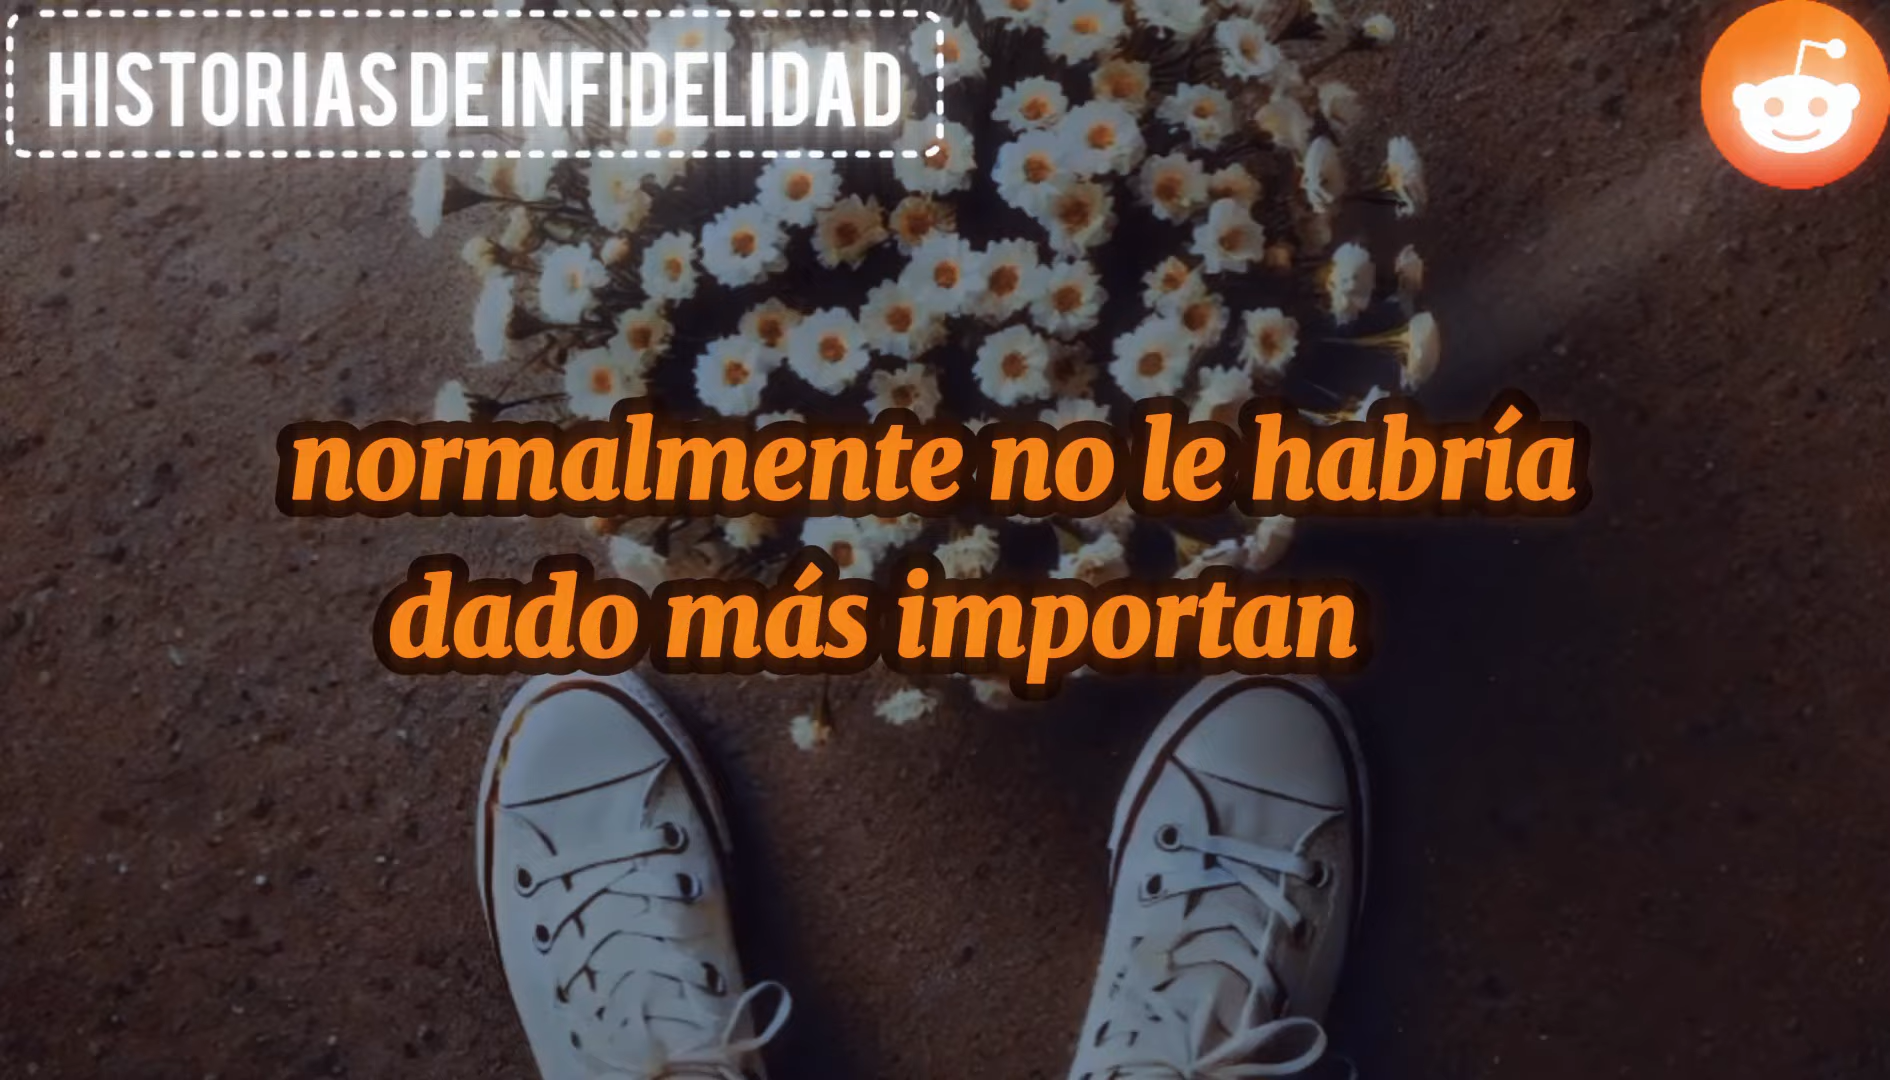 HISTORIAS DE INFIDELIDAD
normalmente no le habría
dado más importan